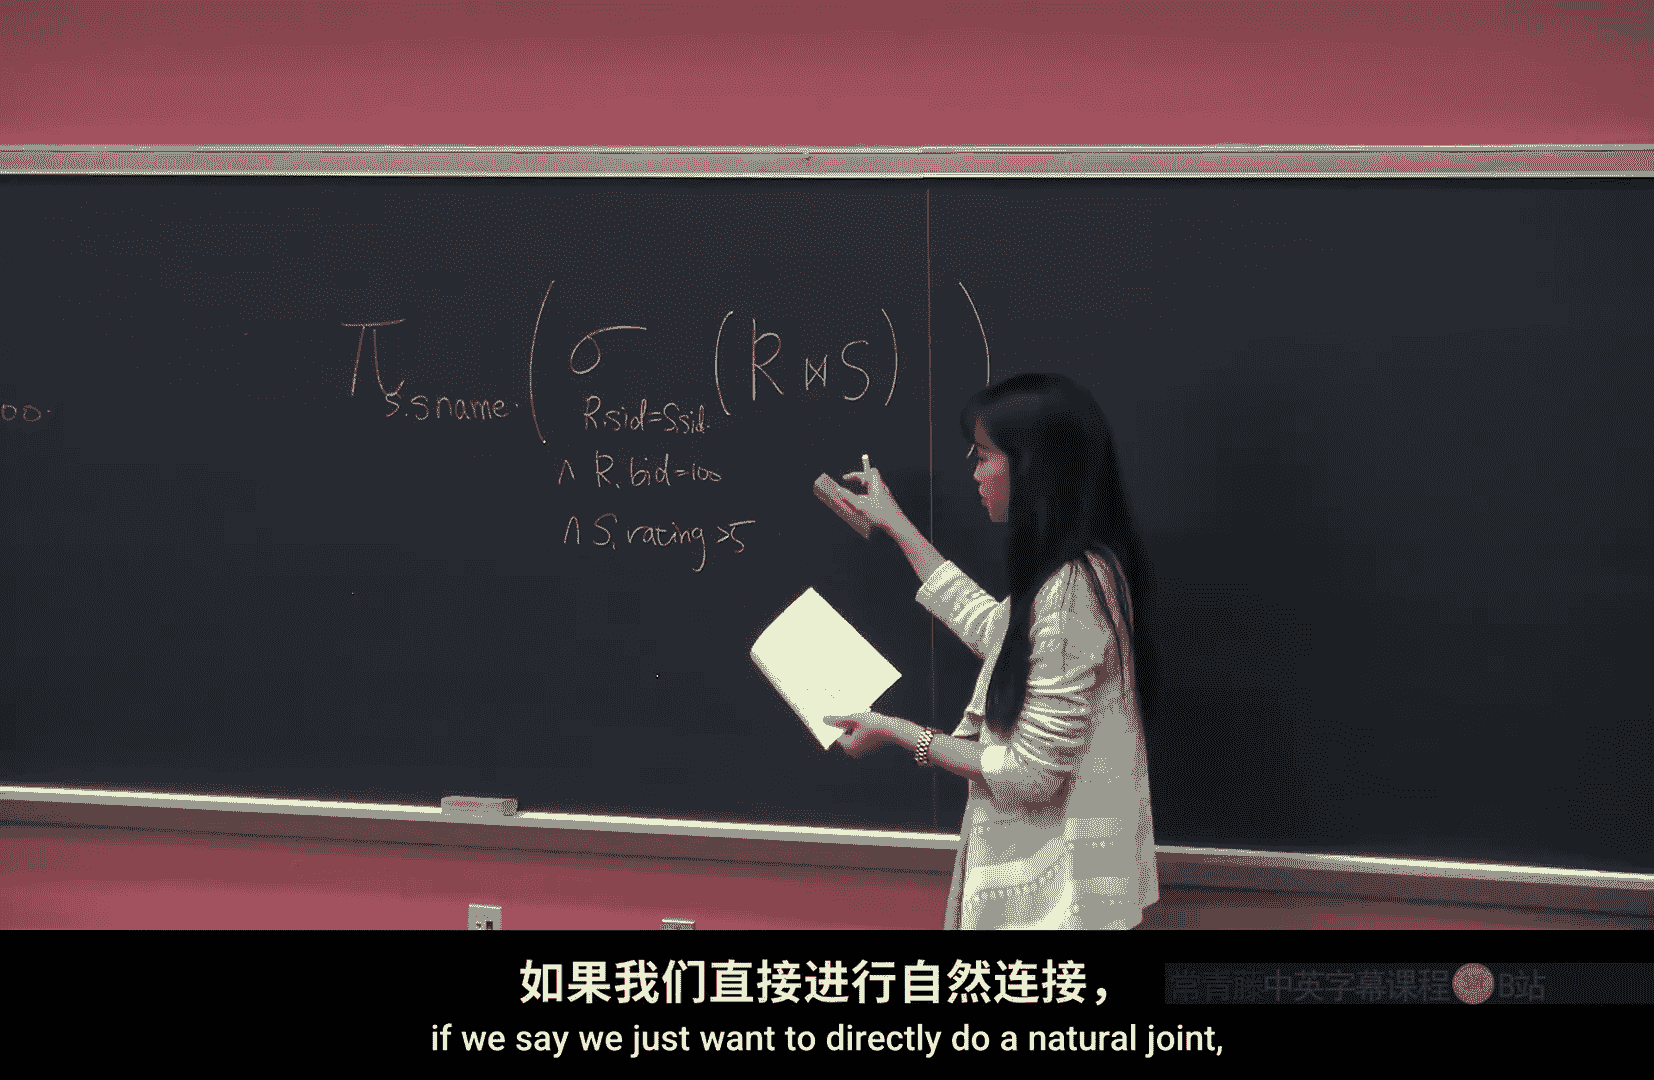 00.
π S.sname ( σ (R ⋈ S) )
R.sid=S.sid
∧ R.bid=100
∧ S.rating >5
如果我们直接进行自然连接，
常青藤中英字幕课程 B站
if we say we just want to directly do a natural joint,